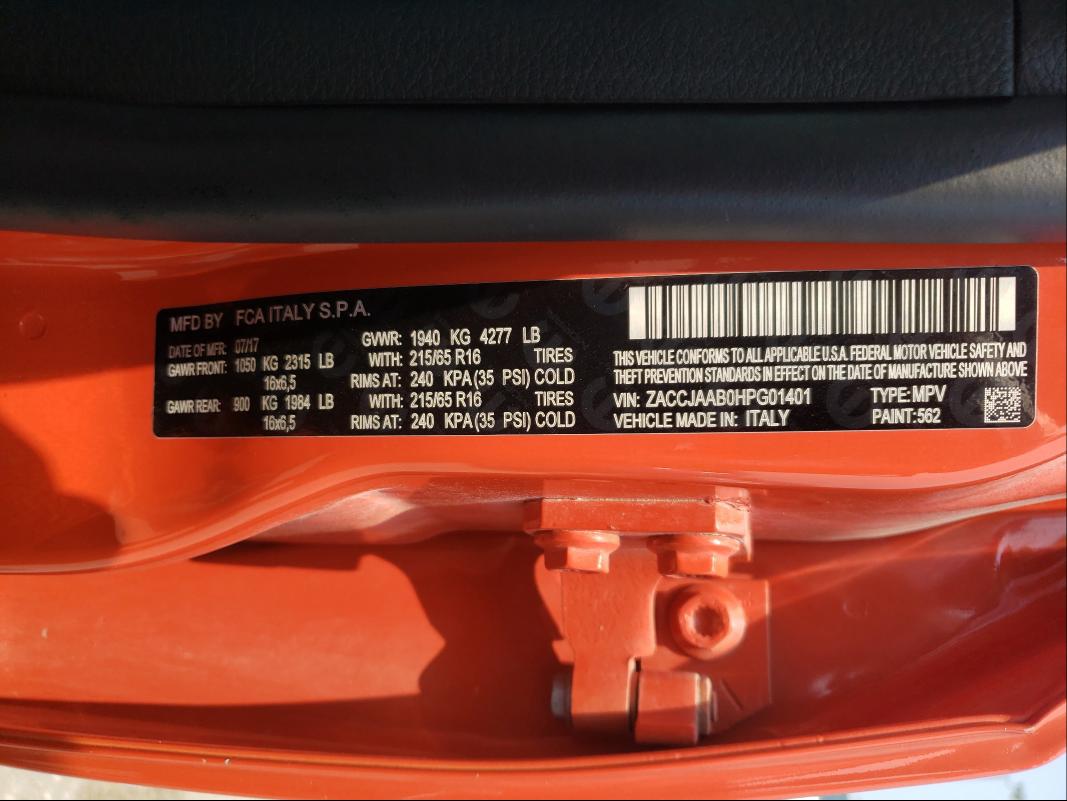 MFD BY FCA ITALY S.P.A.
DATE OF MFR: 07/17
GAWR FRONT: 1050 KG 2315 LB
16x6,5
GAWR REAR: 900 KG 1984 LB
16x6,5
GVWR: 1940 KG 4277 LB
WITH: 215/65 R16 TIRES
RIMS AT: 240 KPA(35 PSI) COLD
WITH: 215/65 R16 TIRES
RIMS AT: 240 KPA(35 PSI) COLD
THIS VEHICLE CONFORMS TO ALL APPLICABLE U.S.A. FEDERAL MOTOR VEHICLE SAFETY AND
THEFT PREVENTION STANDARDS IN EFFECT ON THE DATE OF MANUFACTURE SHOWN ABOVE
VIN: ZACCJAAB0HPG01401 TYPE: MPV
VEHICLE MADE IN: ITALY PAINT: 562